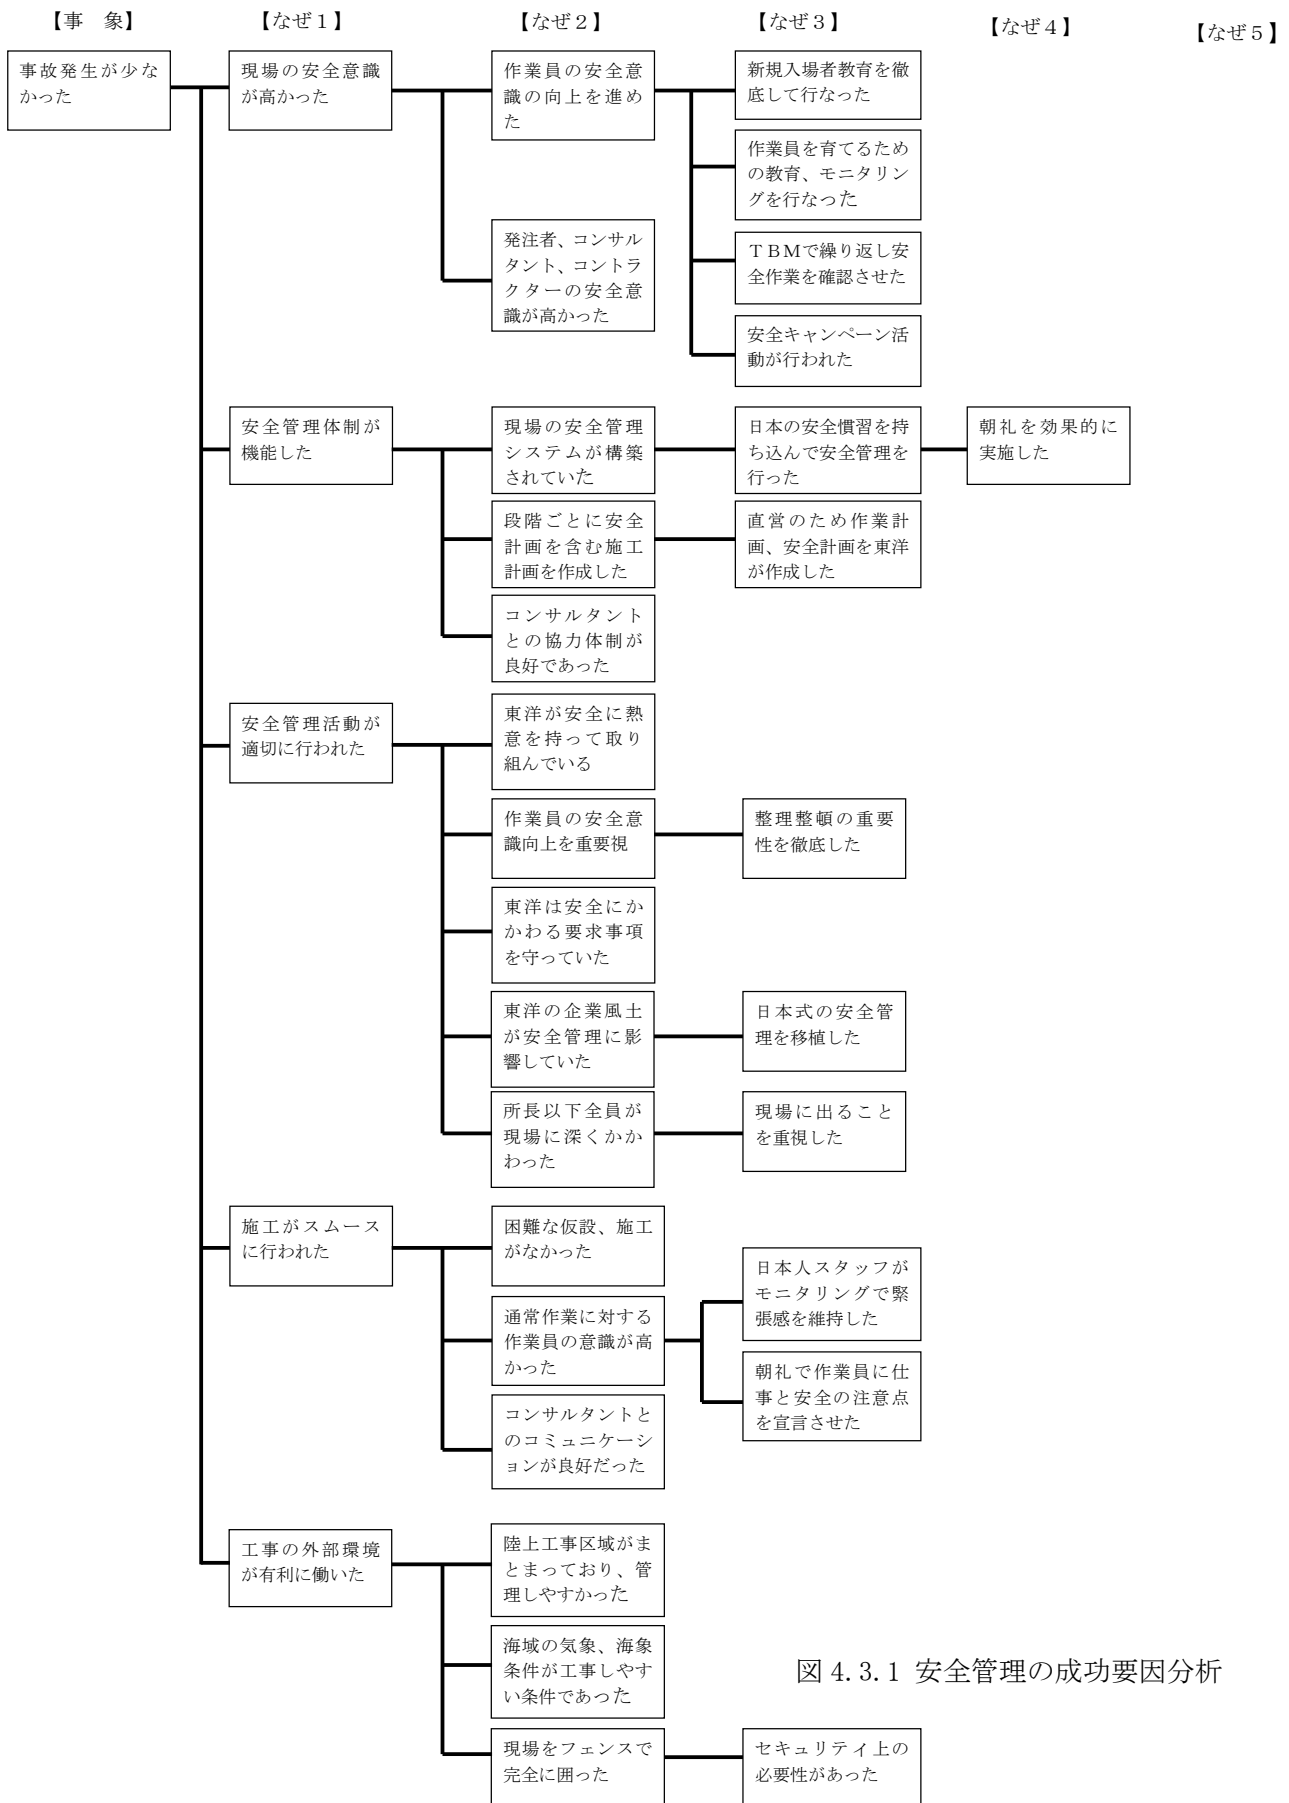 【事　象】
【なぜ１】
【なぜ２】
【なぜ３】
【なぜ４】
【なぜ５】
事故発生が少な
かった
現場の安全意識
が高かった
作業員の安全意
識の向上を進め
た
新規入場者教育を徹
底して行なった
作業員を育てるため
の教育、モニタリン
グを行なった
ＴＢＭで繰り返し安
全作業を確認させた
安全キャンペーン活
動が行われた
発注者、コンサル
タント、コントラ
クターの安全意
識が高かった
安全管理体制が
機能した
現場の安全管理
システムが構築
されていた
日本の安全慣習を持
ち込んで安全管理を
行った
朝礼を効果的に
実施した
段階ごとに安全
計画を含む施工
計画を作成した
直営のため作業計
画、安全計画を東洋
が作成した
コンサルタント
との協力体制が
良好であった
安全管理活動が
適切に行われた
東洋が安全に熱
意を持って取り
組んでいる
作業員の安全意
識向上を重要視
整理整頓の重要
性を徹底した
東洋は安全にか
かわる要求事項
を守っていた
東洋の企業風土
が安全管理に影
響していた
日本式の安全管
理を移植した
所長以下全員が
現場に深くかか
わった
現場に出ること
を重視した
施工がスムース
に行われた
困難な仮設、施工
がなかった
通常作業に対する
作業員の意識が高
かった
日本人スタッフが
モニタリングで緊
張感を維持した
朝礼で作業員に仕
事と安全の注意点
を宣言させた
コンサルタントと
のコミュニケーシ
ョンが良好だった
工事の外部環境
が有利に働いた
陸上工事区域がま
とまっており、管
理しやすかった
海域の気象、海象
条件が工事しやす
い条件であった
現場をフェンスで
完全に囲った
セキュリテイ上の
必要性があった
図 4.3.1 安全管理の成功要因分析